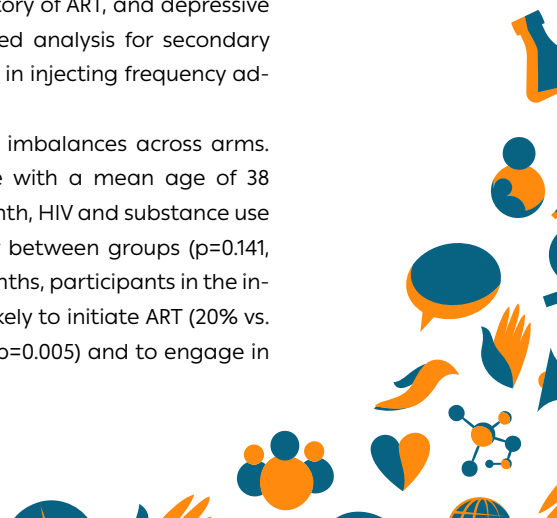 tory of ART, and depressive
ed analysis for secondary
in injecting frequency ad-
imbalances across arms.
with a mean age of 38
nth, HIV and substance use
between groups (p=0.141,
nths, participants in the in-
kely to initiate ART (20% vs.
p=0.005) and to engage in